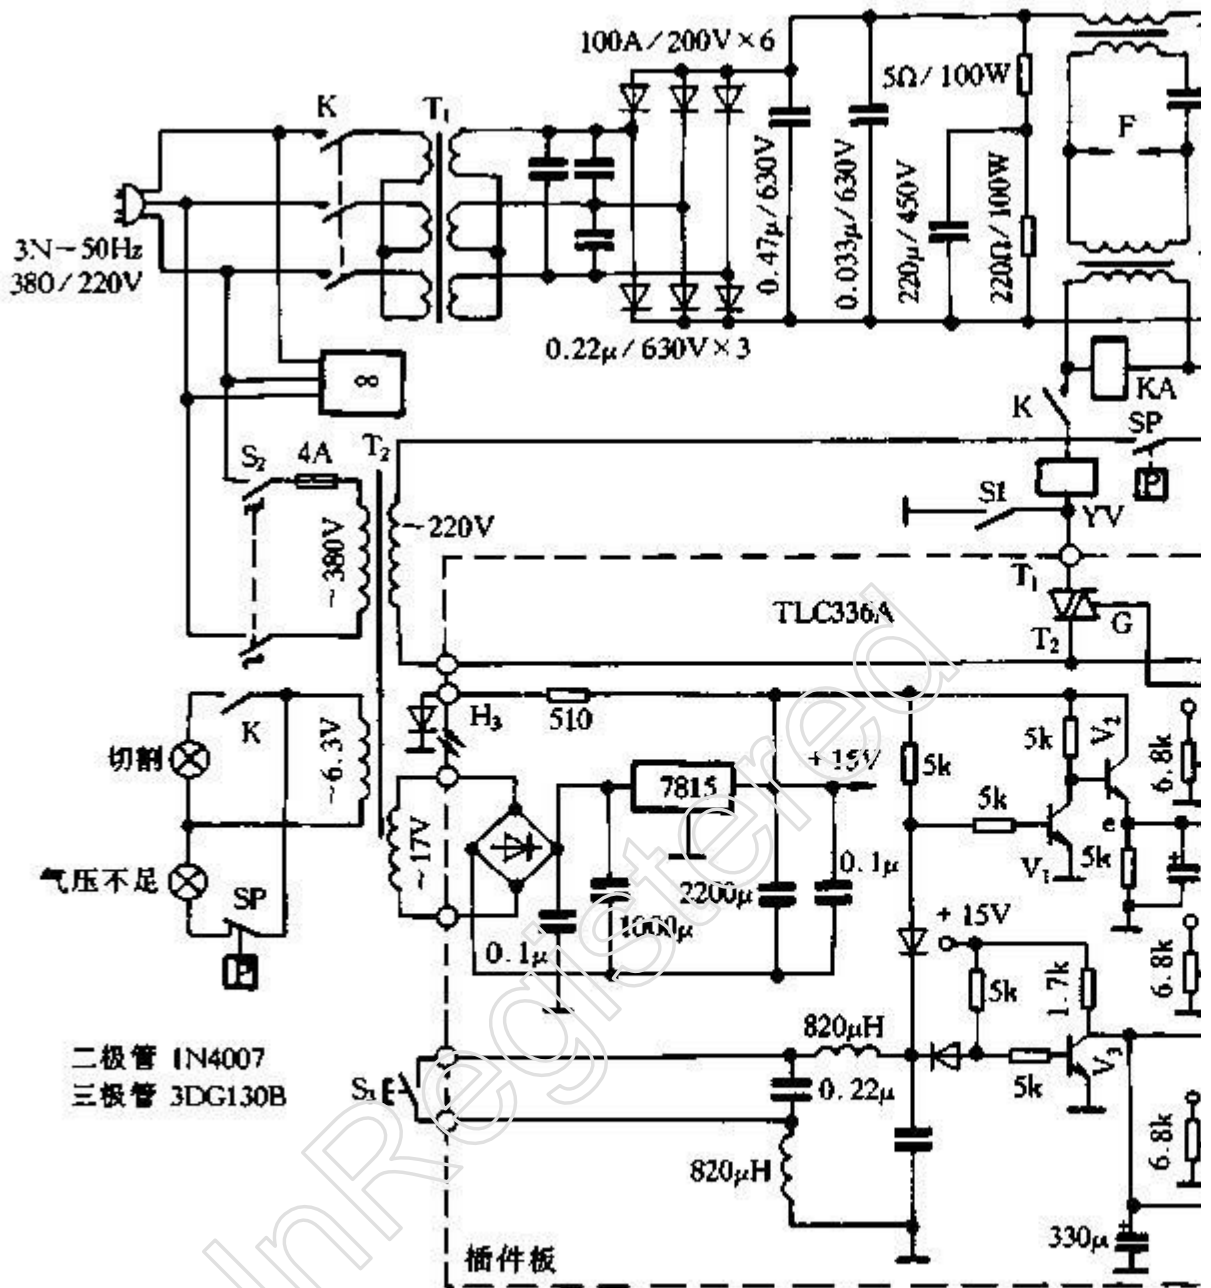 100A/200V×6
K
T₁
5Ω/100W
F
3N~50Hz
380/220V
0.47μ/630V
0.033μ/630V
220μ/450V
220Ω/100W
0.22μ/630V×3
∞
K
KA
SP
P
S₂
4A
T₂
~220V
~380V
S1
YV
T₁
TLC336A
T₂
G
H₃
510
切割
K
~6.3V
7815
+15V
5k
5k
5k
V₂
6.8k
~17V
V₁
5k
e
气压不足
SP
P
0.1μ
1000μ
2200μ
0.1μ
+15V
5k
1.7k
6.8k
二极管 1N4007
三极管 3DG130B
820μH
0.22μ
5k
V₃
6.8k
820μH
330μ
插件板
InRegistered